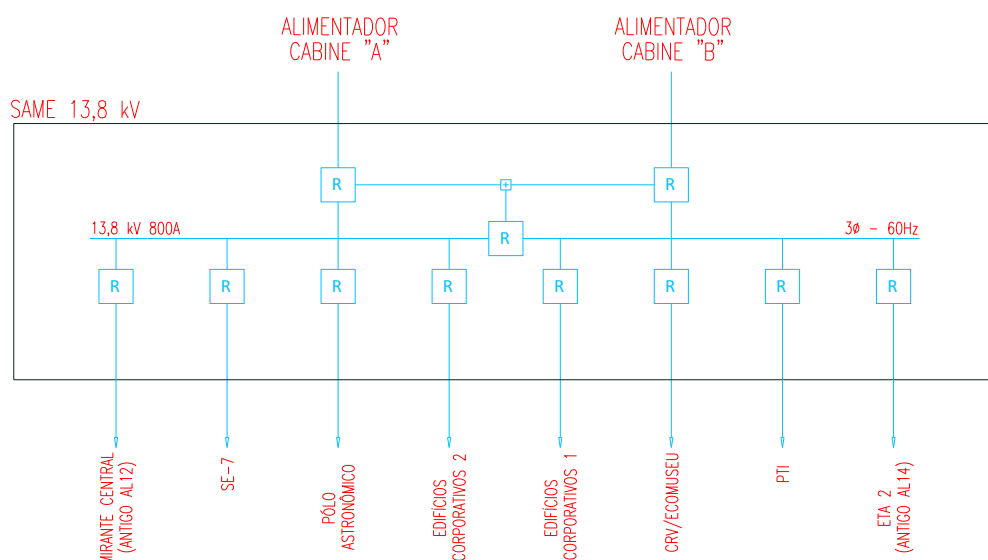 ALIMENTADOR
CABINE "A"
ALIMENTADOR
CABINE "B"
SAME 13,8 kV
R
R
13,8 kV 800A
R
3ø - 60Hz
R
R
R
R
R
R
R
R
MIRANTE CENTRAL
(ANTIGO AL12)
SE-7
PÓLO
ASTRONÔMICO
EDIFÍCIOS
CORPORATIVOS 2
EDIFÍCIOS
CORPORATIVOS 1
CRV/ECOMUSEU
PTI
ETA 2
(ANTIGO AL14)